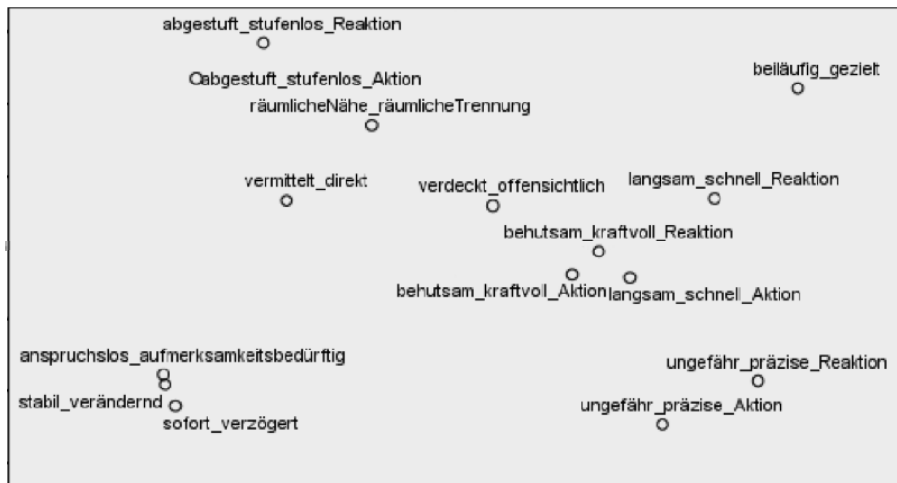 abgestuft_stufenlos_Reaktion
beiläufig_gezielt
abgestuft_stufenlos_Aktion
räumlicheNähe_räumlicheTrennung
vermittelt_direkt
verdeckt_offensichtlich
langsam_schnell_Reaktion
behutsam_kraftvoll_Reaktion
behutsam_kraftvoll_Aktion
langsam_schnell_Aktion
anspruchslos_aufmerksamkeitsbedürftig
ungefähr_präzise_Reaktion
stabil_verändernd
ungefähr_präzise_Aktion
sofort_verzögert